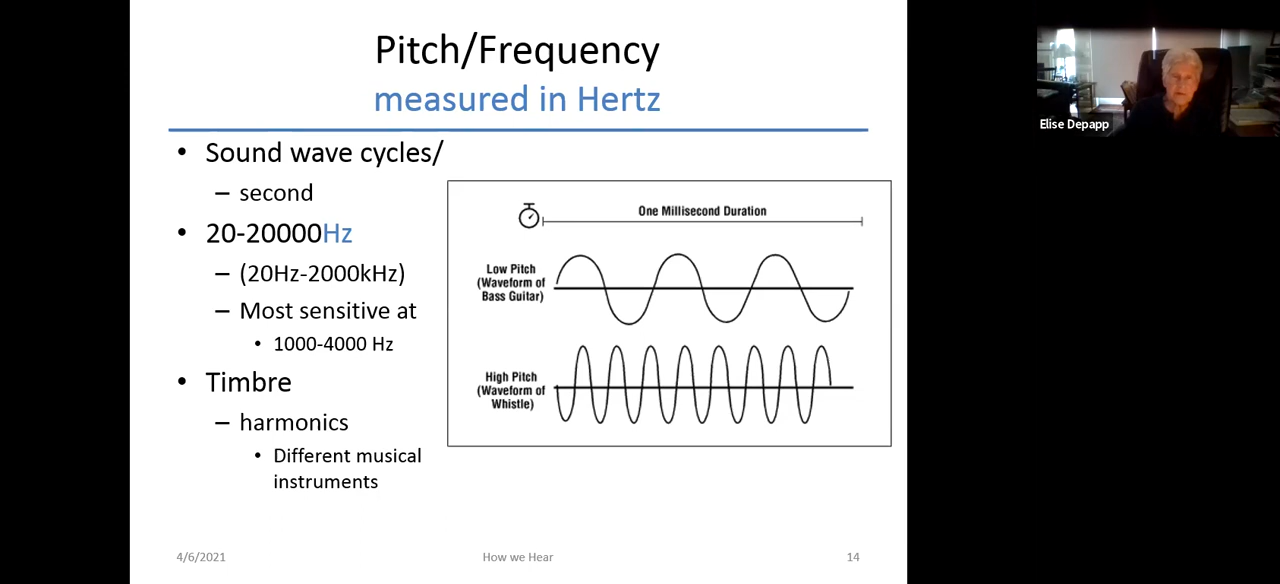 Pitch/Frequency
measured in Hertz
• Sound wave cycles/
– second
• 20-20000Hz
– (20Hz-2000kHz)
– Most sensitive at
• 1000-4000 Hz
• Timbre
– harmonics
• Different musical
instruments
One Millisecond Duration
Low Pitch
(Waveform of
Bass Guitar)
High Pitch
(Waveform of
Whistle)
4/6/2021
How we Hear
14
Elise Depapp